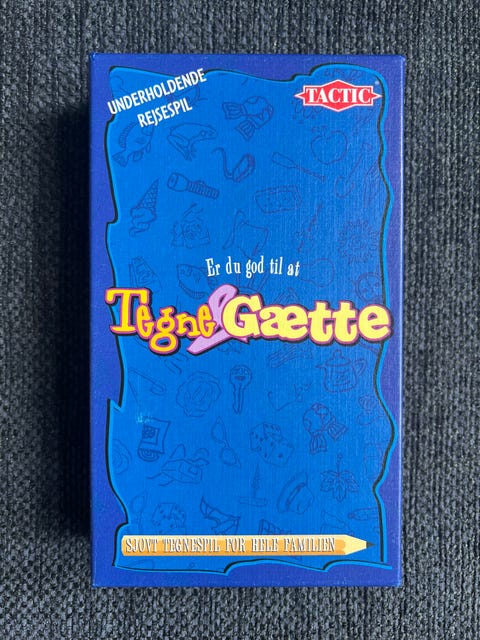 UNDERHOLDENDE
REJSESPIL
TACTIC®
Er du god til at
Tegne & Gætte
SJOVT TEGNESPIL FOR HELE FAMILIEN